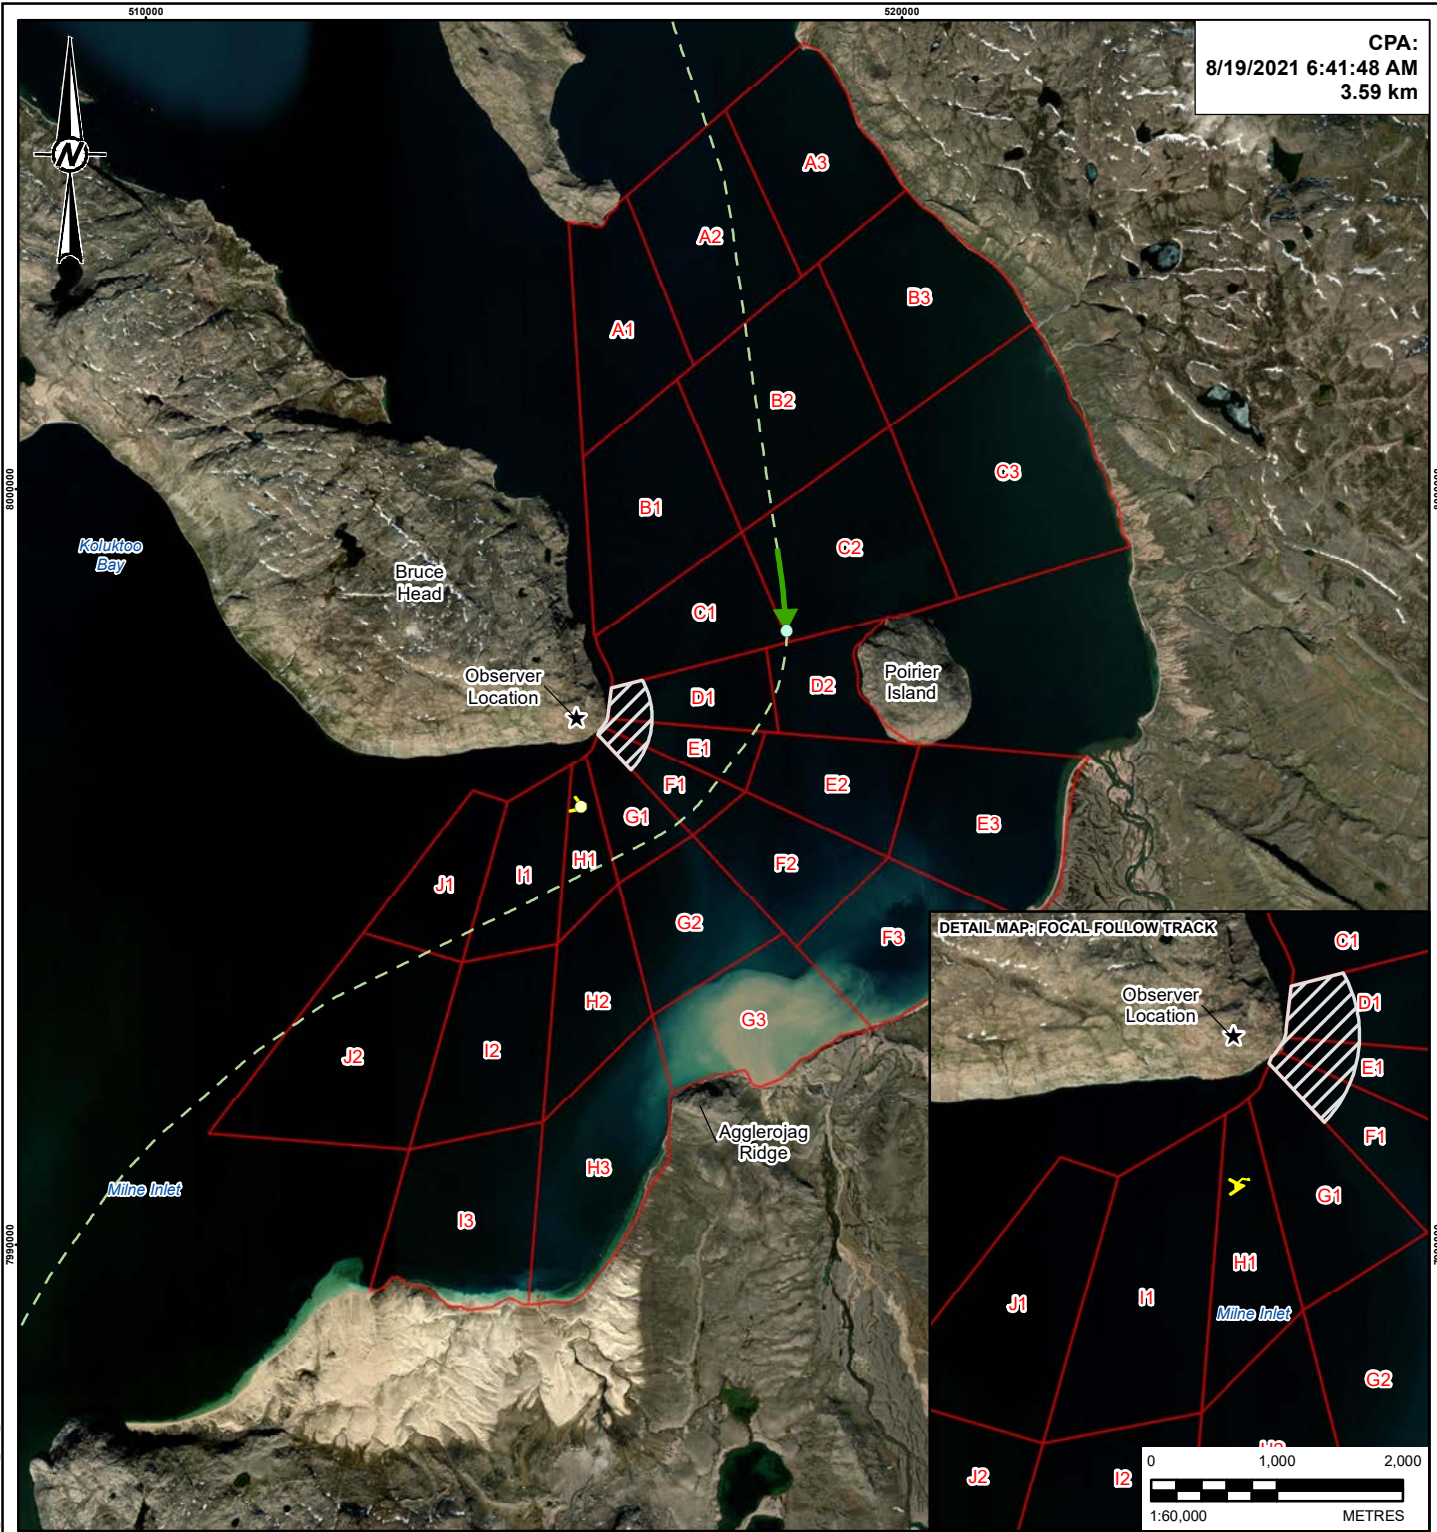 510000
520000
CPA:
8/19/2021 6:41:48 AM
3.59 km
N
A3
A2
B3
A1
B2
C3
8000000
8000000
B1
C2
Koluktoo
Bay
Bruce
Head
C1
Observer
Location
Poirier
Island
D1
D2
E1
F1
E2
G1
E3
H1
F2
I1
J1
G2
F3
H2
G3
J2
I2
Agglerojag
Ridge
H3
Milne Inlet
I3
7990000
7990000
DETAIL MAP: FOCAL FOLLOW TRACK
C1
Observer
Location
D1
E1
F1
G1
H1
J1
I1
Milne Inlet
G2
H2
J2
I2
0 1,000 2,000
1:60,000 METRES